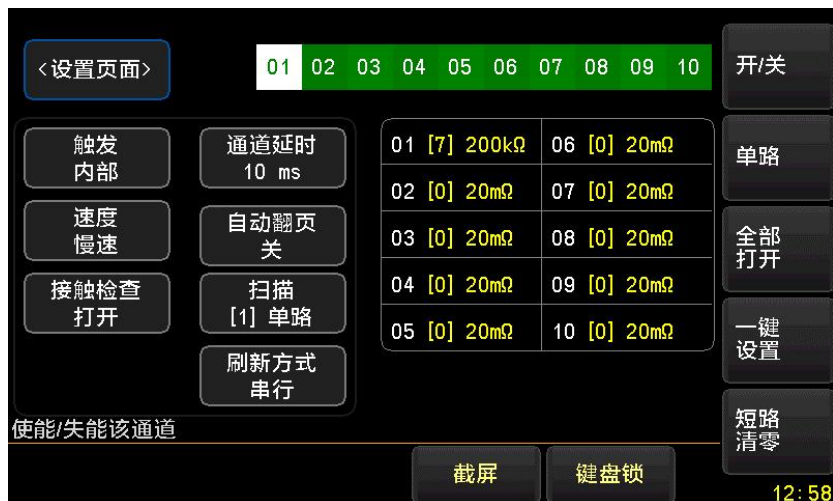 <设置页面>
01 02 03 04 05 06 07 08 09 10
开/关
触发
内部
通道延时
10 ms
01 [7] 200kΩ 06 [0] 20mΩ
单路
02 [0] 20mΩ 07 [0] 20mΩ
速度
慢速
自动翻页
关
03 [0] 20mΩ 08 [0] 20mΩ
全部
打开
接触检查
打开
扫描
[1] 单路
04 [0] 20mΩ 09 [0] 20mΩ
05 [0] 20mΩ 10 [0] 20mΩ
一键
设置
刷新方式
串行
使能/失能该通道
短路
清零
截屏
键盘锁
12:58